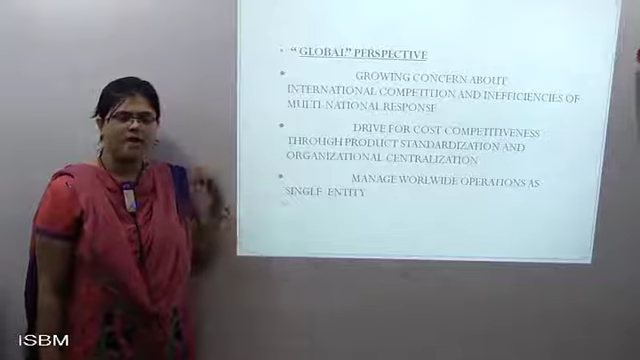 “GLOBAL” PERSPECTIVE
GROWING CONCERN ABOUT
INTERNATIONAL COMPETITION AND INEFFICIENCIES OF
MULTI-NATIONAL RESPONSE
DRIVE FOR COST COMPETITIVENESS
THROUGH PRODUCT STANDARDIZATION AND
ORGANIZATIONAL CENTRALIZATION
MANAGE WORLWIDE OPERATIONS AS
SINGLE ENTITY
ISBM